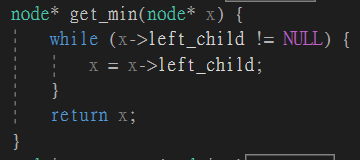 node* get_min(node* x) {
    while (x->left_child != NULL) {
        x = x->left_child;
    }
    return x;
}